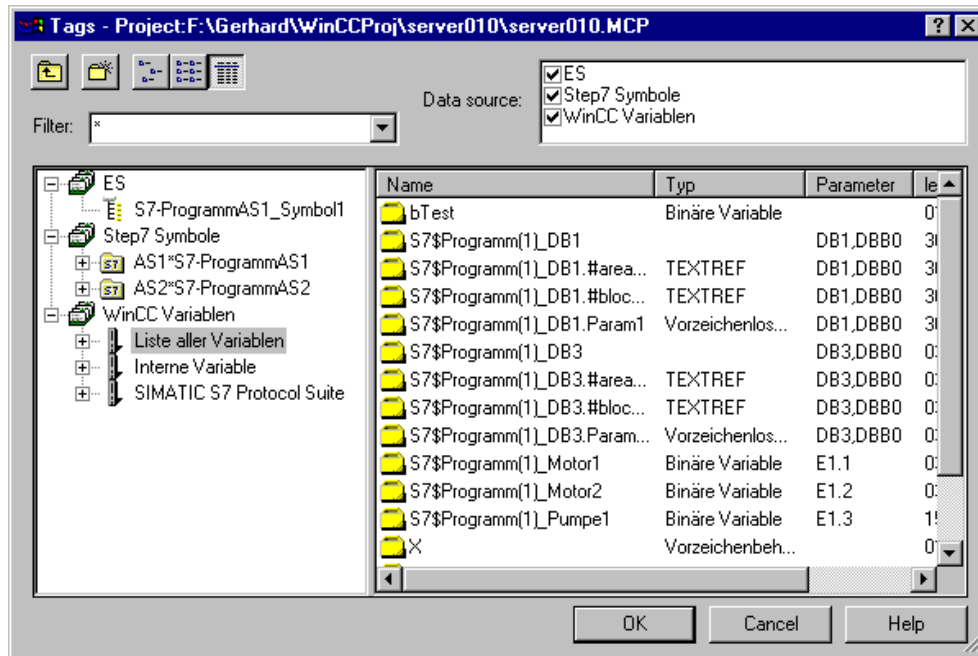 Tags - Project:F:\Gerhard\WinCCProj\server010\server010.MCP
Filter: *
Data source:
ES
Step7 Symbole
WinCC Variablen
ES
S7-ProgrammAS1_Symbol1
Step7 Symbole
AS1*S7-ProgrammAS1
AS2*S7-ProgrammAS2
WinCC Variablen
Liste aller Variablen
Interne Variable
SIMATIC S7 Protocol Suite
Name Typ Parameter
bTest Binäre Variable
S7$Programm(1)_DB1 DB1,DBB0
S7$Programm(1)_DB1.#area... TEXTREF DB1,DBB0
S7$Programm(1)_DB1.#bloc... TEXTREF DB1,DBB0
S7$Programm(1)_DB1.Param1 Vorzeichenlos... DB1,DBB0
S7$Programm(1)_DB3 DB3,DBB0
S7$Programm(1)_DB3.#area... TEXTREF DB3,DBB0
S7$Programm(1)_DB3.#bloc... TEXTREF DB3,DBB0
S7$Programm(1)_DB3.Param... Vorzeichenlos... DB3,DBB0
S7$Programm(1)_Motor1 Binäre Variable E1.1
S7$Programm(1)_Motor2 Binäre Variable E1.2
S7$Programm(1)_Pumpe1 Binäre Variable E1.3
X Vorzeichenbeh...
OK Cancel Help